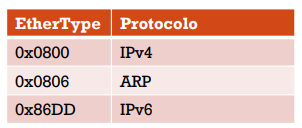 EtherType Protocolo
0x0800 IPv4
0x0806 ARP
0x86DD IPv6